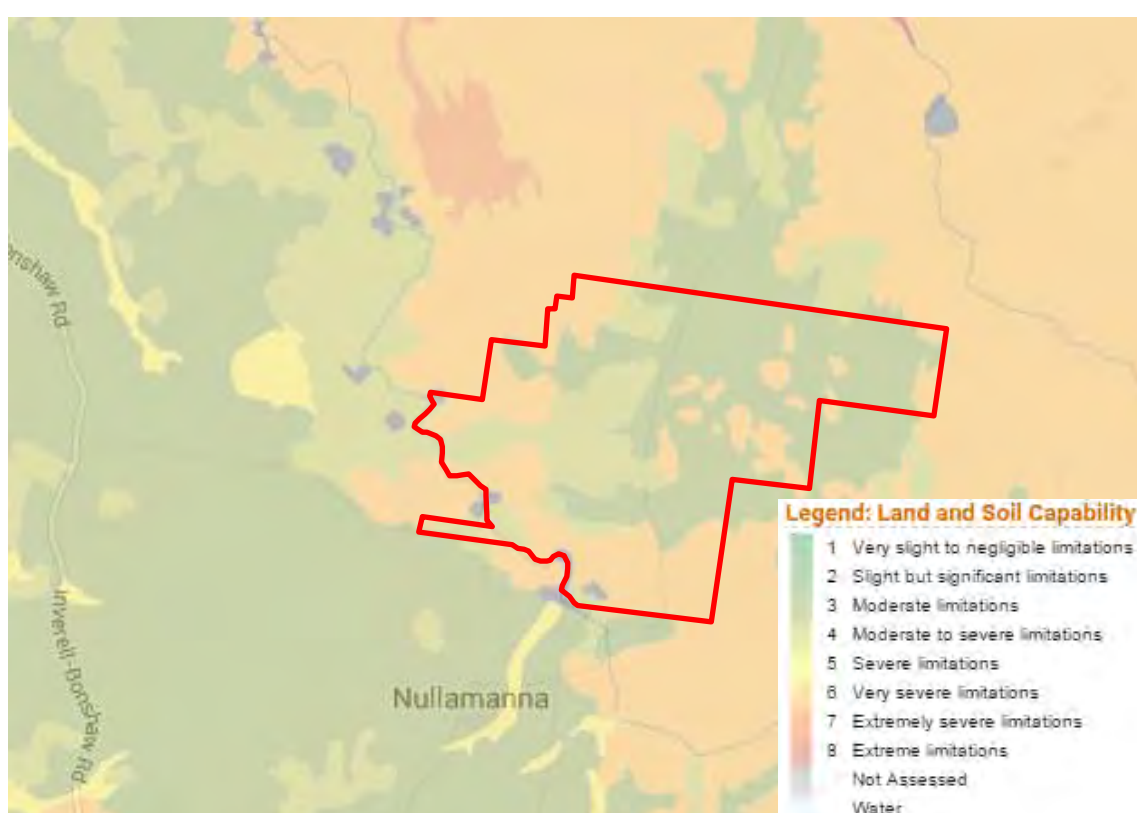 nshaw Rd
Inverell-Bonshaw Rd
Nullamanna
Legend: Land and Soil Capability
1 Very slight to negligible limitations
2 Slight but significant limitations
3 Moderate limitations
4 Moderate to severe limitations
5 Severe limitations
6 Very severe limitations
7 Extremely severe limitations
8 Extreme limitations
Not Assessed
Water